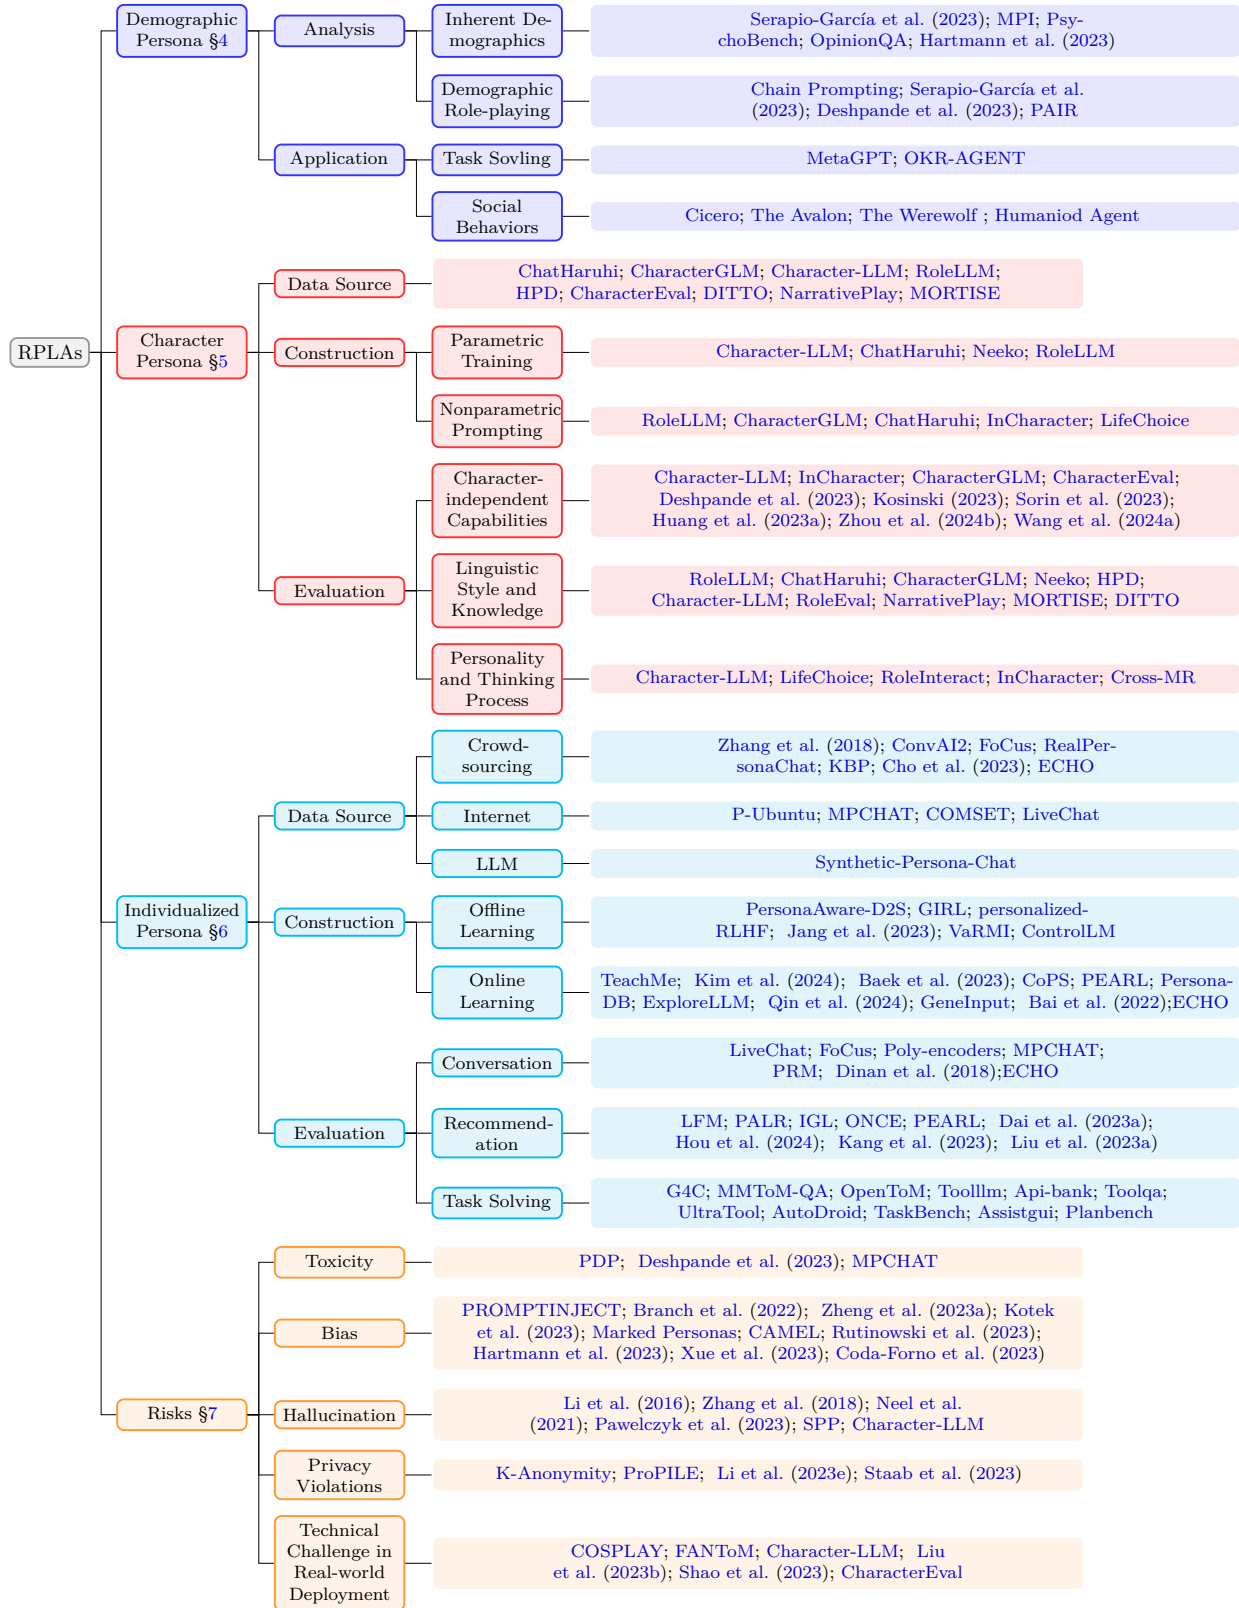 Demographic
Persona §4
Analysis
Inherent De-
mographics
Serapio-García et al. (2023); MPI; Psy-
choBench; OpinionQA; Hartmann et al. (2023)
Demographic
Role-playing
Chain Prompting; Serapio-García et al.
(2023); Deshpande et al. (2023); PAIR
Application
Task Sovling
MetaGPT; OKR-AGENT
Social
Behaviors
Cicero; The Avalon; The Werewolf ; Humaniod Agent
RPLAs
Character
Persona §5
Data Source
ChatHaruhi; CharacterGLM; Character-LLM; RoleLLM;
HPD; CharacterEval; DITTO; NarrativePlay; MORTISE
Construction
Parametric
Training
Character-LLM; ChatHaruhi; Neeko; RoleLLM
Nonparametric
Prompting
RoleLLM; CharacterGLM; ChatHaruhi; InCharacter; LifeChoice
Evaluation
Character-
independent
Capabilities
Character-LLM; InCharacter; CharacterGLM; CharacterEval;
Deshpande et al. (2023); Kosinski (2023); Sorin et al. (2023);
Huang et al. (2023a); Zhou et al. (2024b); Wang et al. (2024a)
Linguistic
Style and
Knowledge
RoleLLM; ChatHaruhi; CharacterGLM; Neeko; HPD;
Character-LLM; RoleEval; NarrativePlay; MORTISE; DITTO
Personality
and Thinking
Process
Character-LLM; LifeChoice; RoleInteract; InCharacter; Cross-MR
Individualized
Persona §6
Data Source
Crowd-
sourcing
Zhang et al. (2018); ConvAI2; FoCus; RealPer-
sonaChat; KBP; Cho et al. (2023); ECHO
Internet
P-Ubuntu; MPCHAT; COMSET; LiveChat
LLM
Synthetic-Persona-Chat
Construction
Offline
Learning
PersonaAware-D2S; GIRL; personalized-
RLHF; Jang et al. (2023); VaRMI; ControlLM
Online
Learning
TeachMe; Kim et al. (2024); Baek et al. (2023); CoPS; PEARL; Persona-
DB; ExploreLLM; Qin et al. (2024); GeneInput; Bai et al. (2022);ECHO
Evaluation
Conversation
LiveChat; FoCus; Poly-encoders; MPCHAT;
PRM; Dinan et al. (2018);ECHO
Recommend-
ation
LFM; PALR; IGL; ONCE; PEARL; Dai et al. (2023a);
Hou et al. (2024); Kang et al. (2023); Liu et al. (2023a)
Task Solving
G4C; MMToM-QA; OpenToM; Toolllm; Api-bank; Toolqa;
UltraTool; AutoDroid; TaskBench; Assistgui; Planbench
Risks §7
Toxicity
PDP; Deshpande et al. (2023); MPCHAT
Bias
PROMPTINJECT; Branch et al. (2022); Zheng et al. (2023a); Kotek
et al. (2023); Marked Personas; CAMEL; Rutinowski et al. (2023);
Hartmann et al. (2023); Xue et al. (2023); Coda-Forno et al. (2023)
Hallucination
Li et al. (2016); Zhang et al. (2018); Neel et al.
(2021); Pawelczyk et al. (2023); SPP; Character-LLM
Privacy
Violations
K-Anonymity; ProPILE; Li et al. (2023e); Staab et al. (2023)
Technical
Challenge in
Real-world
Deployment
COSPLAY; FANToM; Character-LLM; Liu
et al. (2023b); Shao et al. (2023); CharacterEval